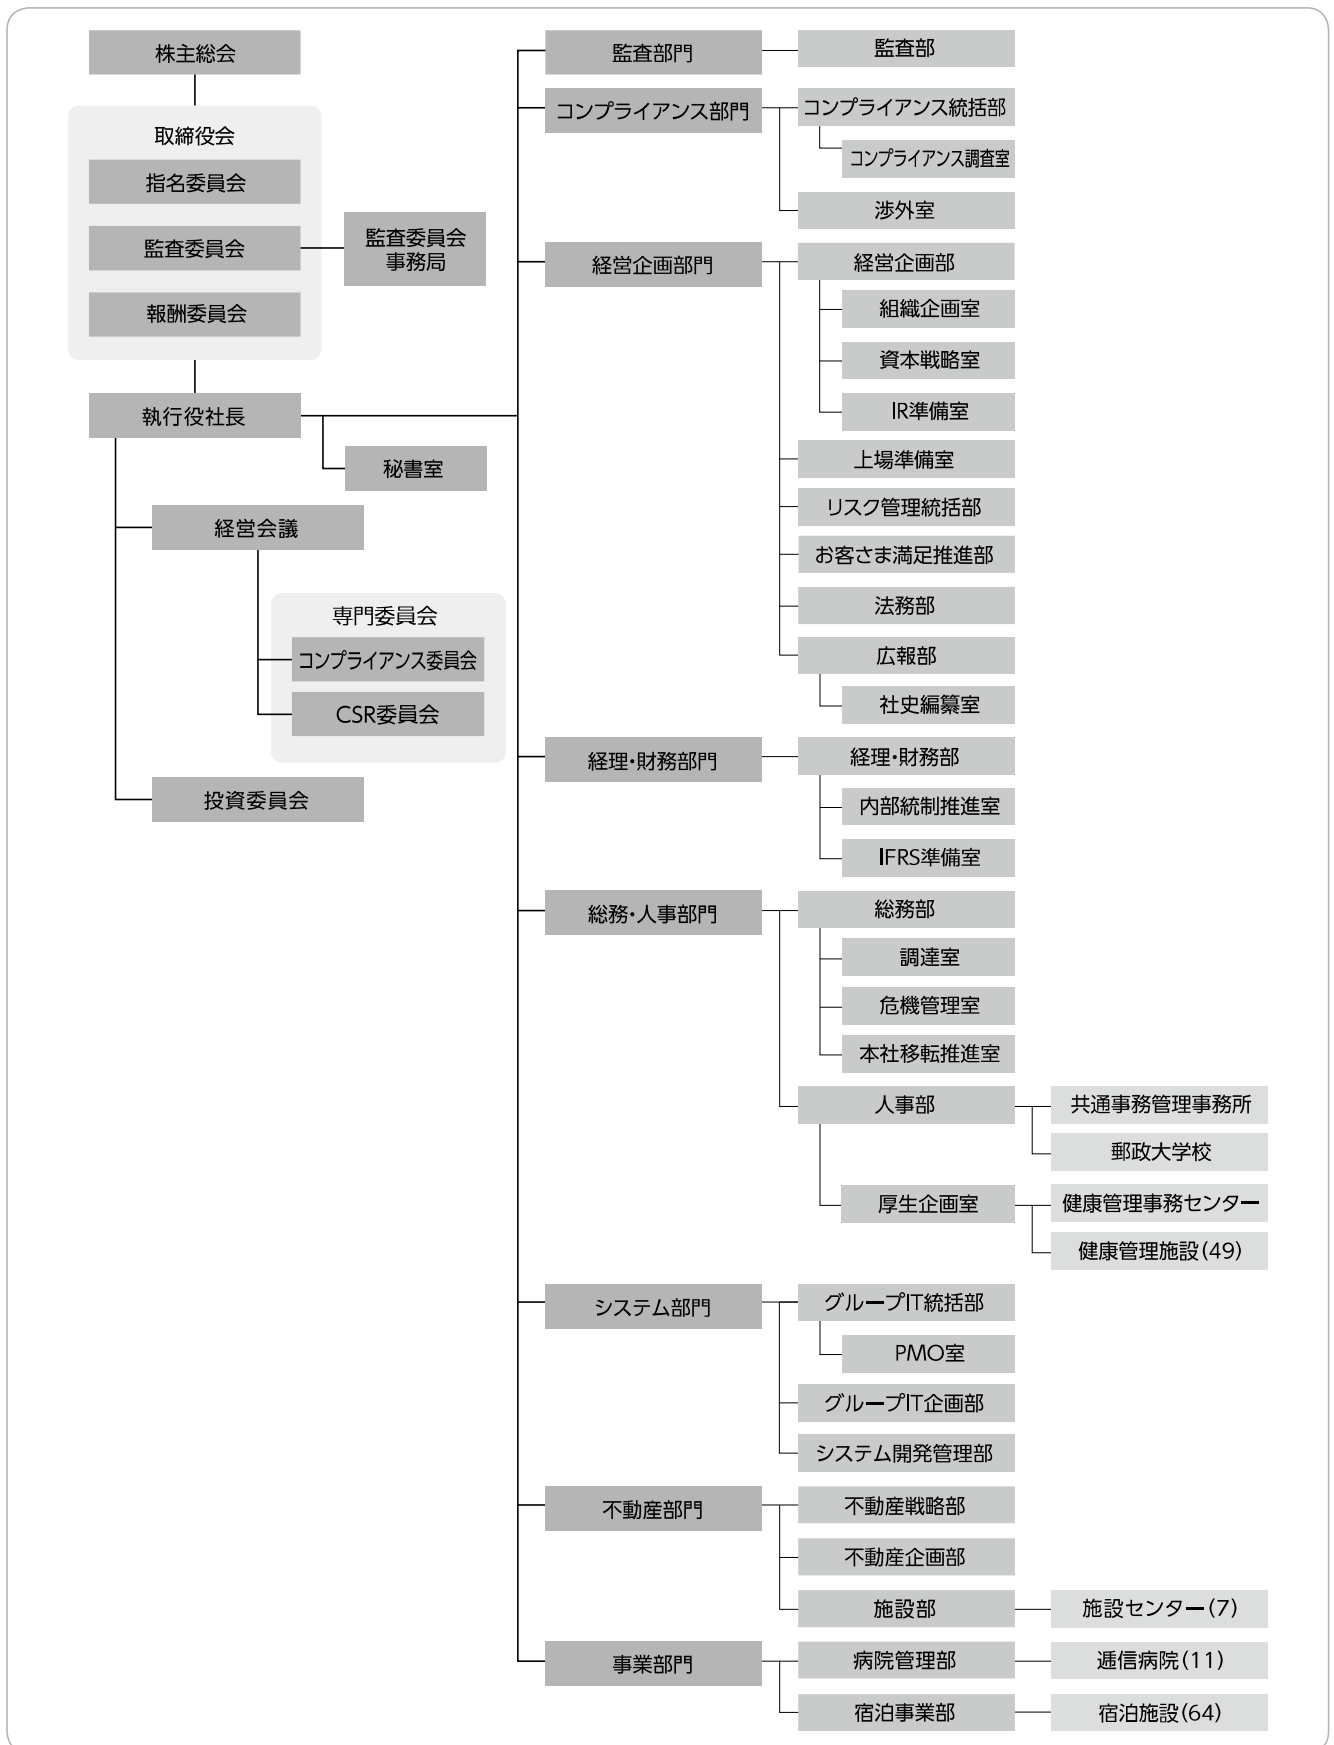 株主総会
取締役会
指名委員会
監査委員会
監査委員会
事務局
報酬委員会
執行役社長
秘書室
経営会議
専門委員会
コンプライアンス委員会
CSR委員会
投資委員会
監査部門
監査部
コンプライアンス部門
コンプライアンス統括部
コンプライアンス調査室
渉外室
経営企画部門
経営企画部
組織企画室
資本戦略室
IR準備室
上場準備室
リスク管理統括部
お客さま満足推進部
法務部
広報部
社史編纂室
経理・財務部門
経理・財務部
内部統制推進室
IFRS準備室
総務・人事部門
総務部
調達室
危機管理室
本社移転推進室
人事部
共通事務管理事務所
郵政大学校
厚生企画室
健康管理事務センター
健康管理施設(49)
システム部門
グループIT統括部
PMO室
グループIT企画部
システム開発管理部
不動産部門
不動産戦略部
不動産企画部
施設部
施設センター(7)
事業部門
病院管理部
逓信病院(11)
宿泊事業部
宿泊施設(64)